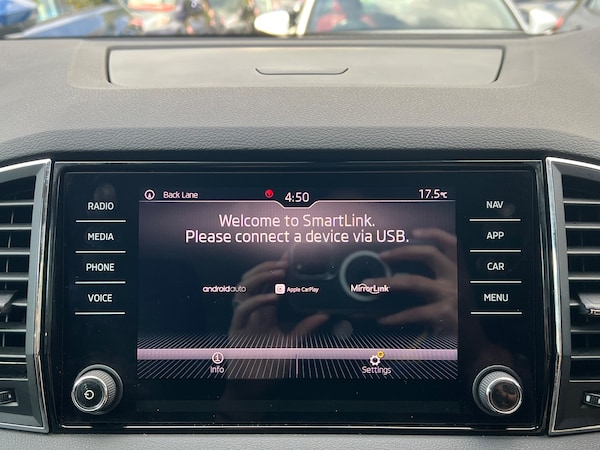 Back Lane 4:50 17.5°C
RADIO
MEDIA
PHONE
VOICE
Welcome to SmartLink.
Please connect a device via USB.
androidauto Apple CarPlay MirrorLink
Info Settings
NAV
APP
CAR
MENU